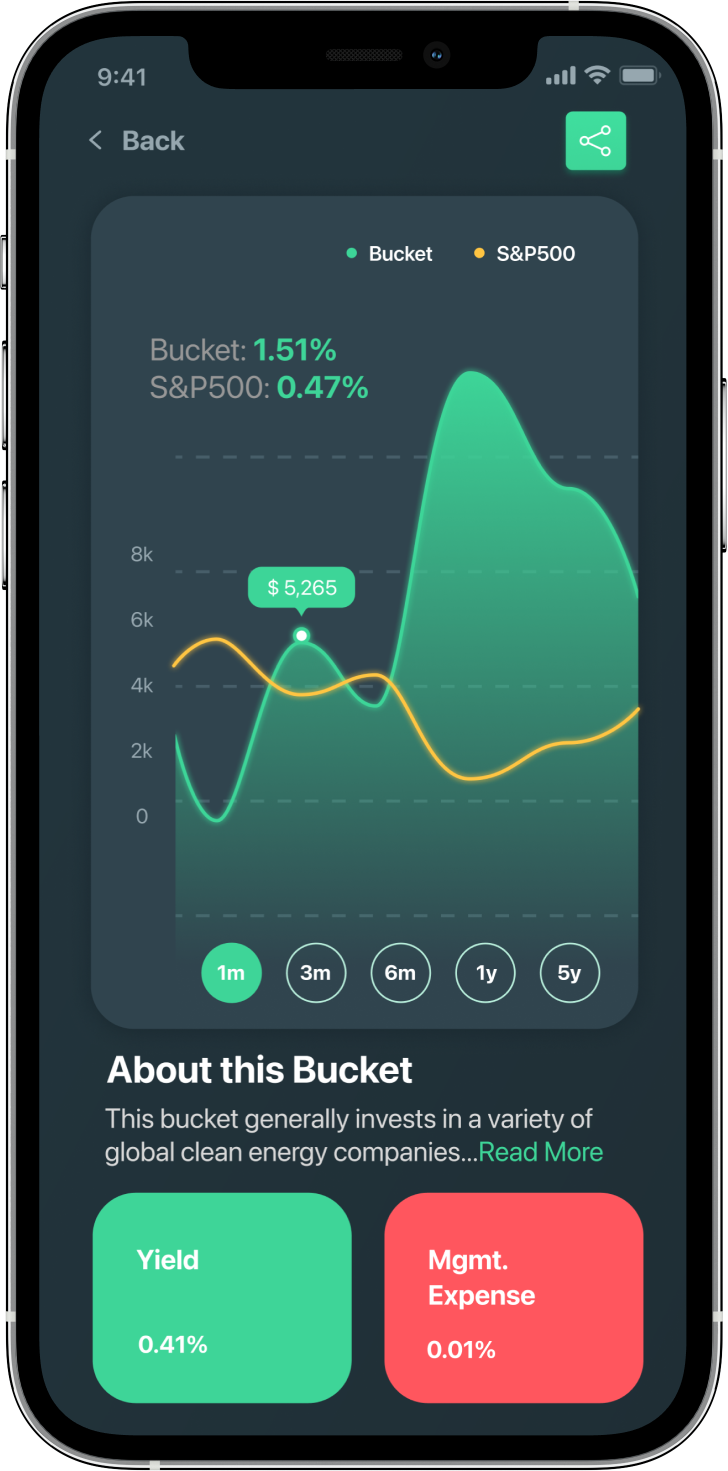 9:41
Back
Bucket
S&P500
Bucket: 1.51%
S&P500: 0.47%
8k
$ 5,265
6k
4k
2k
0
1m
3m
6m
1y
5y
About this Bucket
This bucket generally invests in a variety of
global clean energy companies...Read More
Yield
0.41%
Mgmt.
Expense
0.01%